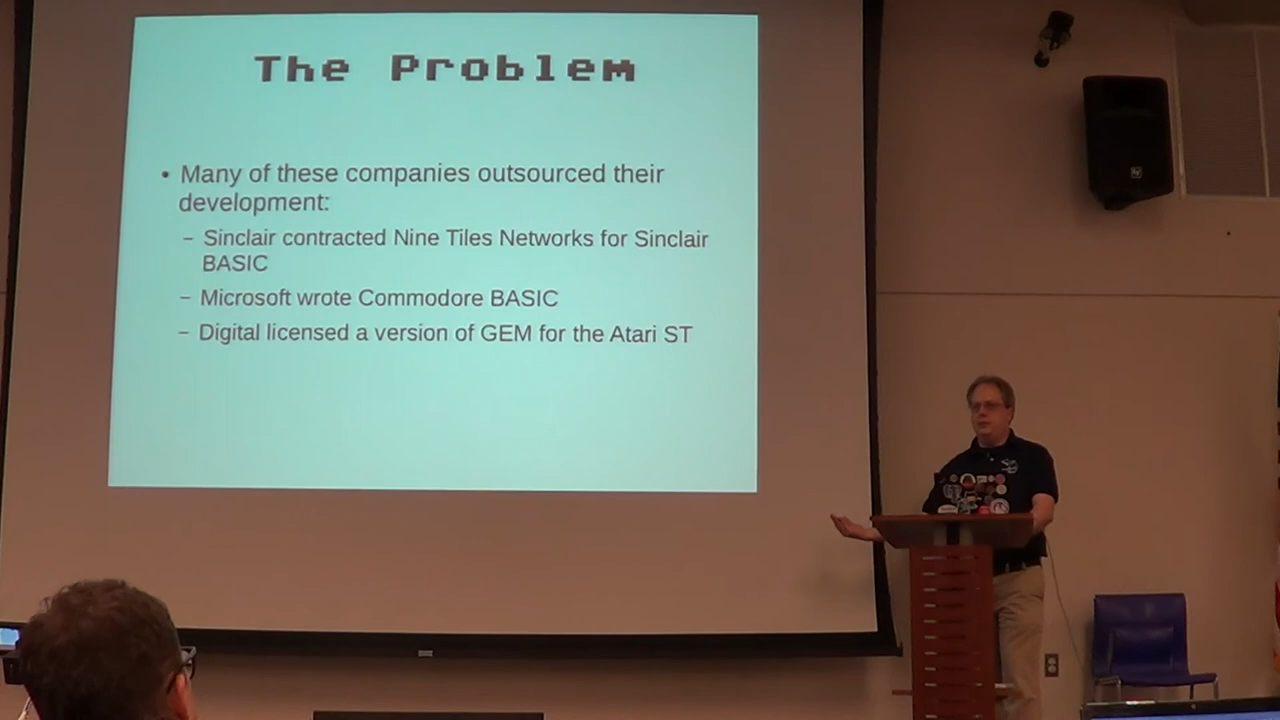 The Problem
• Many of these companies outsourced their
development:
– Sinclair contracted Nine Tiles Networks for Sinclair
BASIC
– Microsoft wrote Commodore BASIC
– Digital licensed a version of GEM for the Atari ST